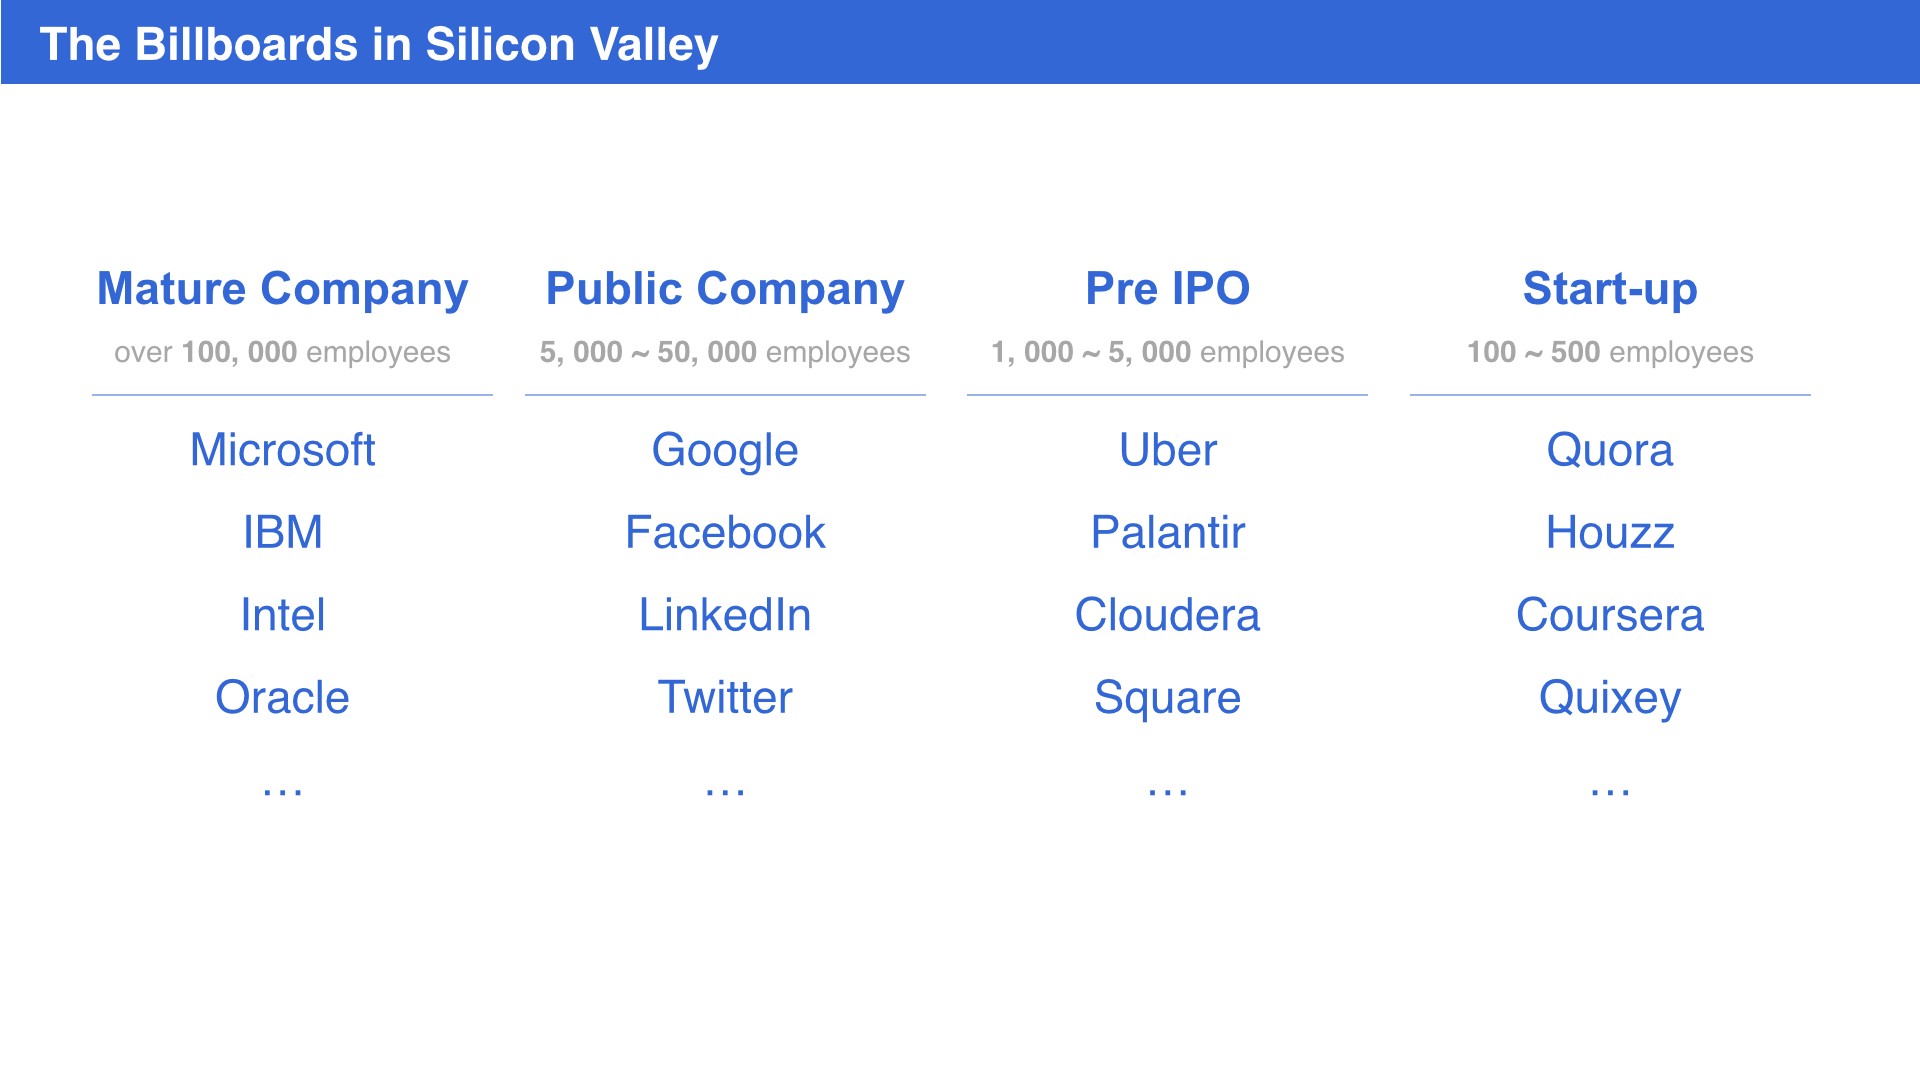 The Billboards in Silicon Valley
Mature Company
over 100, 000 employees
Microsoft
IBM
Intel
Oracle
…
Public Company
5, 000 ~ 50, 000 employees
Google
Facebook
LinkedIn
Twitter
…
Pre IPO
1, 000 ~ 5, 000 employees
Uber
Palantir
Cloudera
Square
…
Start-up
100 ~ 500 employees
Quora
Houzz
Coursera
Quixey
…